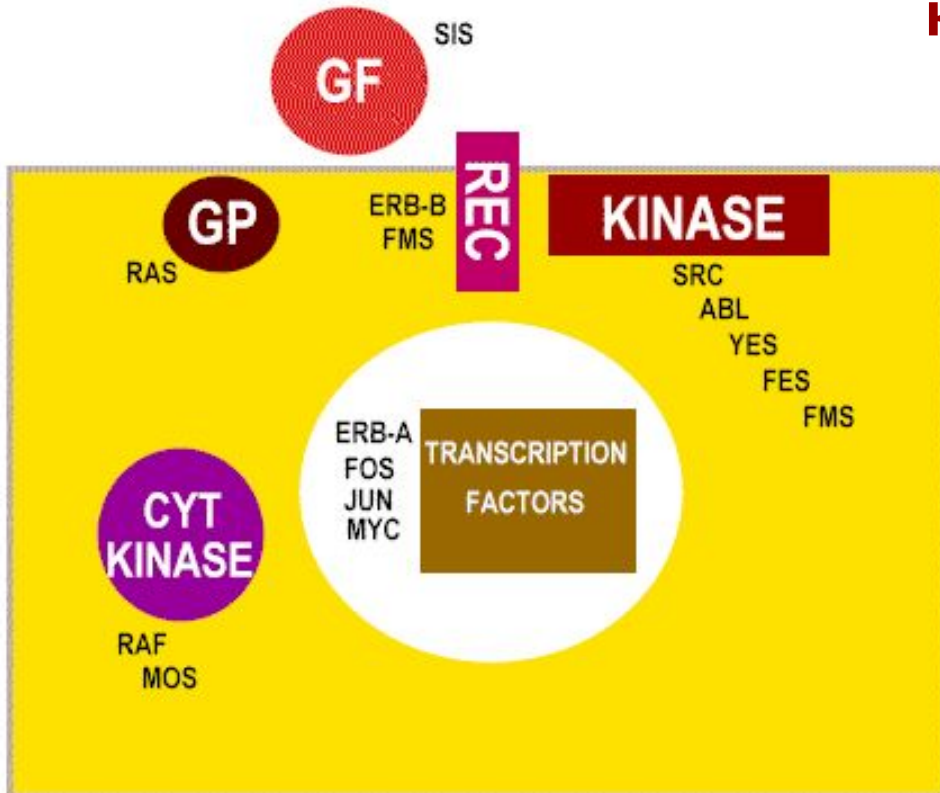 SIS
GF
REC
GP
RAS
ERB-B
FMS
KINASE
SRC
ABL
YES
FES
FMS
ERB-A
FOS
JUN
MYC
TRANSCRIPTION
FACTORS
CYT
KINASE
RAF
MOS